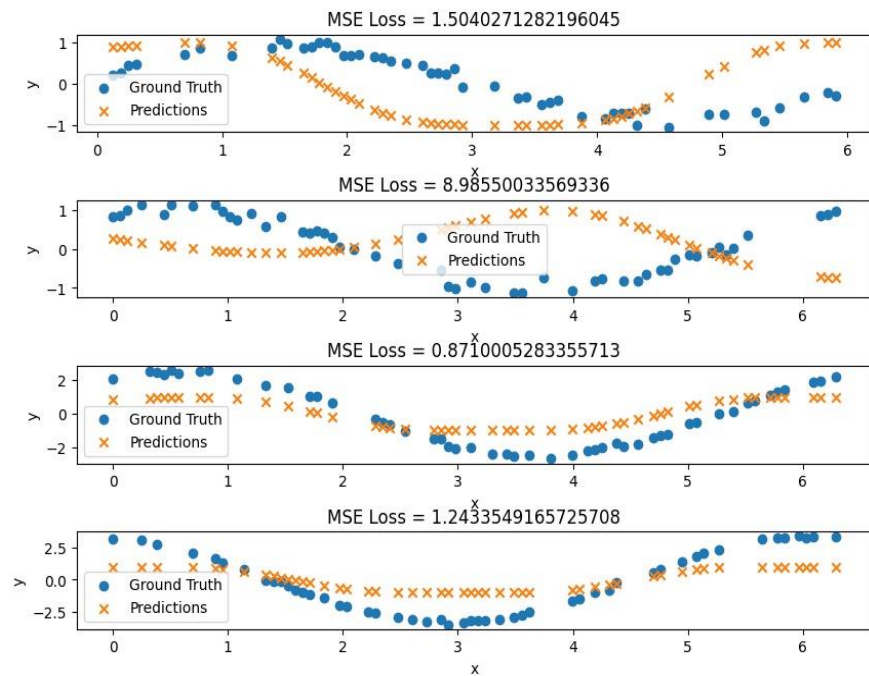 MSE Loss = 1.5040271282196045
1
0
−1
y
Ground Truth
Predictions
0 1 2 3 4 5 6
x
MSE Loss = 8.98550033569336
1
0
−1
y
Ground Truth
Predictions
0 1 2 3 4 5 6
x
MSE Loss = 0.8710005283355713
2
0
−2
y
Ground Truth
Predictions
0 1 2 3 4 5 6
x
MSE Loss = 1.2433549165725708
2.5
0.0
−2.5
y
Ground Truth
Predictions
0 1 2 3 4 5 6
x